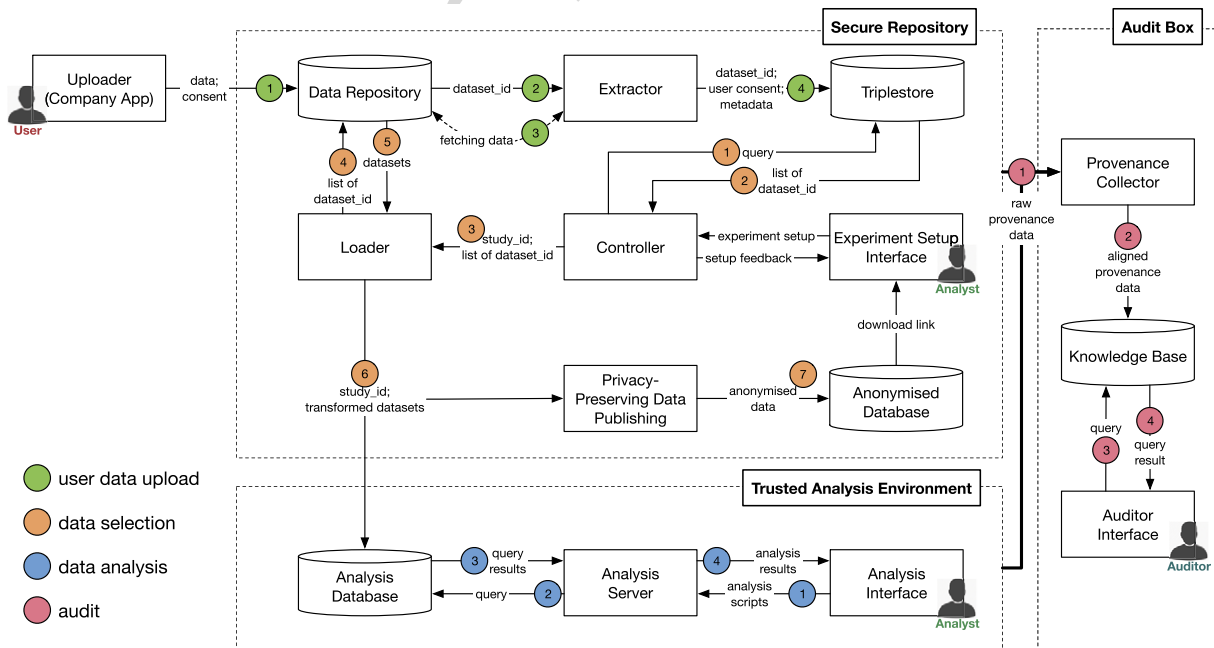 Secure Repository
Audit Box
Uploader
(Company App)
User
data;
consent
1
Data Repository
dataset_id
2
Extractor
dataset_id;
user consent;
metadata
4
Triplestore
fetching data
3
5
datasets
4
list of
dataset_id
1
query
2
list of
dataset_id
1
raw
provenance
data
Provenance
Collector
2
aligned
provenance
data
Loader
3
study_id;
list of dataset_id
Controller
experiment setup
setup feedback
Experiment Setup
Interface
Analyst
download link
Knowledge Base
6
study_id;
transformed datasets
Privacy-
Preserving Data
Publishing
7
anonymised
data
Anonymised
Database
query
3
4
query
result
user data upload
data selection
data analysis
audit
Trusted Analysis Environment
Auditor
Interface
Auditor
Analysis
Database
3
query
results
query
2
Analysis
Server
4
analysis
results
analysis
scripts
1
Analysis
Interface
Analyst